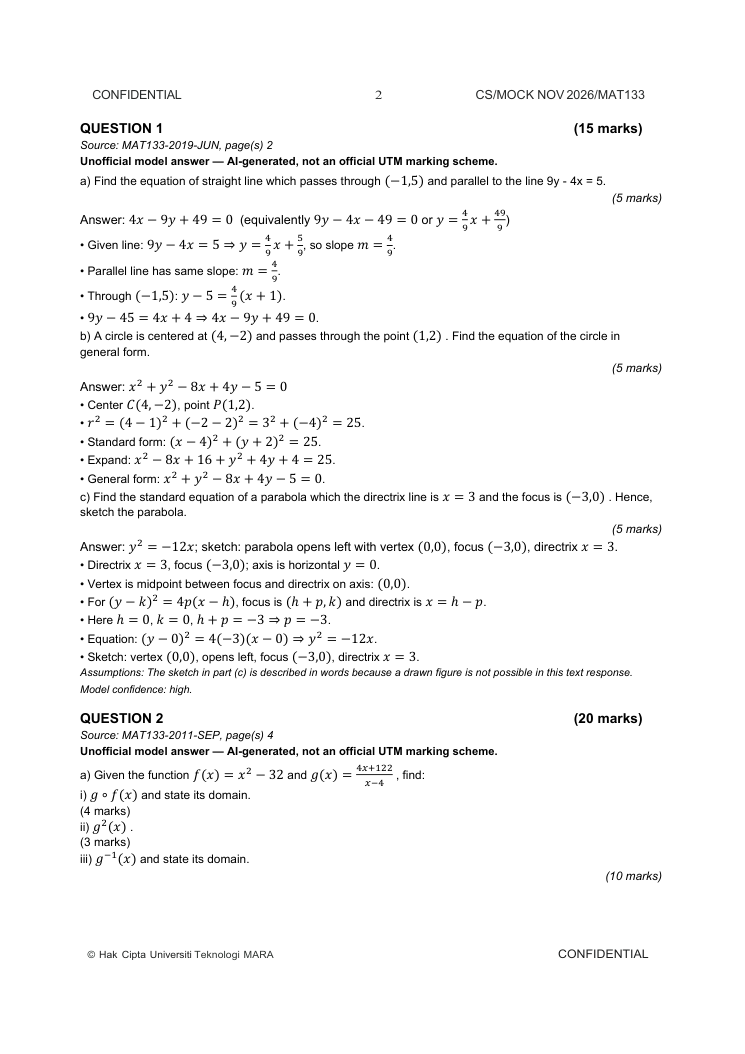 CONFIDENTIAL 2 CS/MOCK NOV 2026/MAT133
QUESTION 1 (15 marks)
Source: MAT133-2019-JUN, page(s) 2
Unofficial model answer — AI-generated, not an official UTM marking scheme.
a) Find the equation of straight line which passes through (−1,5) and parallel to the line 9y - 4x = 5.
(5 marks)
Answer: 4x − 9y + 49 = 0 (equivalently 9y − 4x − 49 = 0 or y = 4/9 x + 49/9)
• Given line: 9y − 4x = 5 ⇒ y = 4/9 x + 5/9, so slope m = 4/9.
• Parallel line has same slope: m = 4/9.
• Through (−1,5): y − 5 = 4/9 (x + 1).
• 9y − 45 = 4x + 4 ⇒ 4x − 9y + 49 = 0.
b) A circle is centered at (4, −2) and passes through the point (1,2) . Find the equation of the circle in
general form.
(5 marks)
Answer: x² + y² − 8x + 4y − 5 = 0
• Center C(4, −2), point P(1,2).
• r² = (4 − 1)² + (−2 − 2)² = 3² + (−4)² = 25.
• Standard form: (x − 4)² + (y + 2)² = 25.
• Expand: x² − 8x + 16 + y² + 4y + 4 = 25.
• General form: x² + y² − 8x + 4y − 5 = 0.
c) Find the standard equation of a parabola which the directrix line is x = 3 and the focus is (−3,0) . Hence,
sketch the parabola.
(5 marks)
Answer: y² = −12x; sketch: parabola opens left with vertex (0,0), focus (−3,0), directrix x = 3.
• Directrix x = 3, focus (−3,0); axis is horizontal y = 0.
• Vertex is midpoint between focus and directrix on axis: (0,0).
• For (y − k)² = 4p(x − h), focus is (h + p, k) and directrix is x = h − p.
• Here h = 0, k = 0, h + p = −3 ⇒ p = −3.
• Equation: (y − 0)² = 4(−3)(x − 0) ⇒ y² = −12x.
• Sketch: vertex (0,0), opens left, focus (−3,0), directrix x = 3.
Assumptions: The sketch in part (c) is described in words because a drawn figure is not possible in this text response.
Model confidence: high.
QUESTION 2 (20 marks)
Source: MAT133-2011-SEP, page(s) 4
Unofficial model answer — AI-generated, not an official UTM marking scheme.
a) Given the function f(x) = x² − 32 and g(x) = (4x+122)/(x−4) , find:
i) g ∘ f(x) and state its domain.
(4 marks)
ii) g²(x) .
(3 marks)
iii) g⁻¹(x) and state its domain.
(10 marks)
© Hak Cipta Universiti Teknologi MARA CONFIDENTIAL